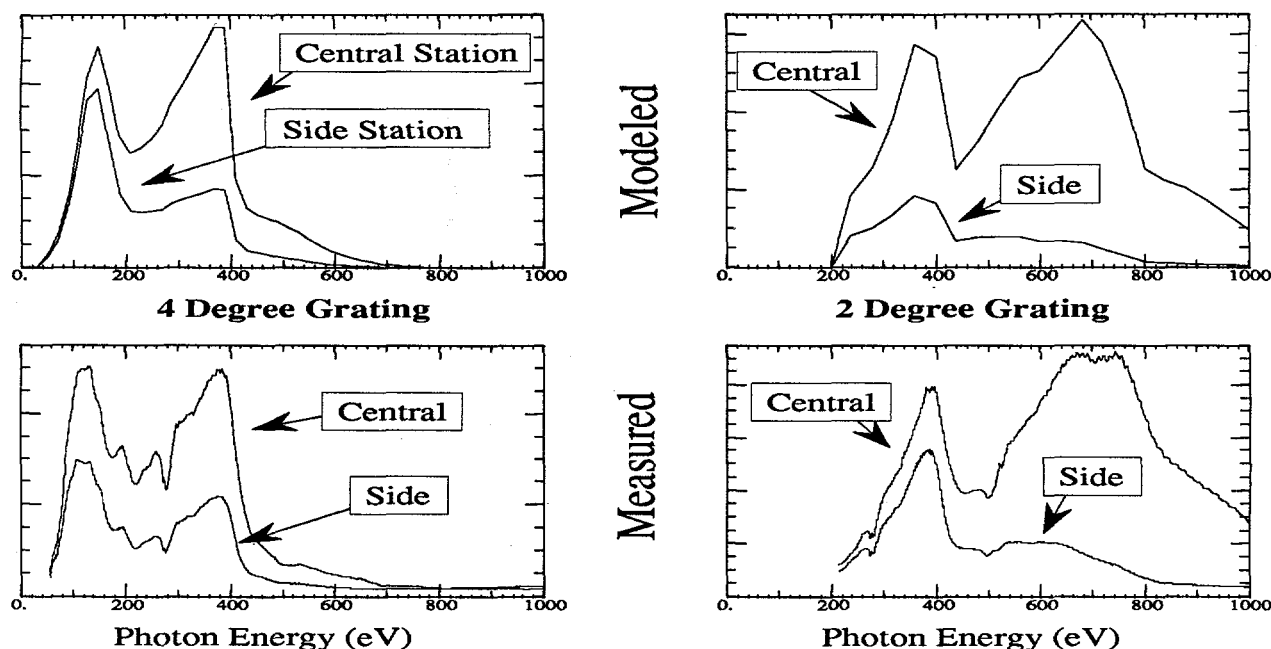 Central Station
Side Station
0. 200 400 600 800 1000
4 Degree Grating
Modeled
Central
Side
0. 200 400 600 800 1000
2 Degree Grating
Central
Side
0. 200 400 600 800 1000
Photon Energy (eV)
Measured
Central
Side
0. 200 400 600 800 1000
Photon Energy (eV)